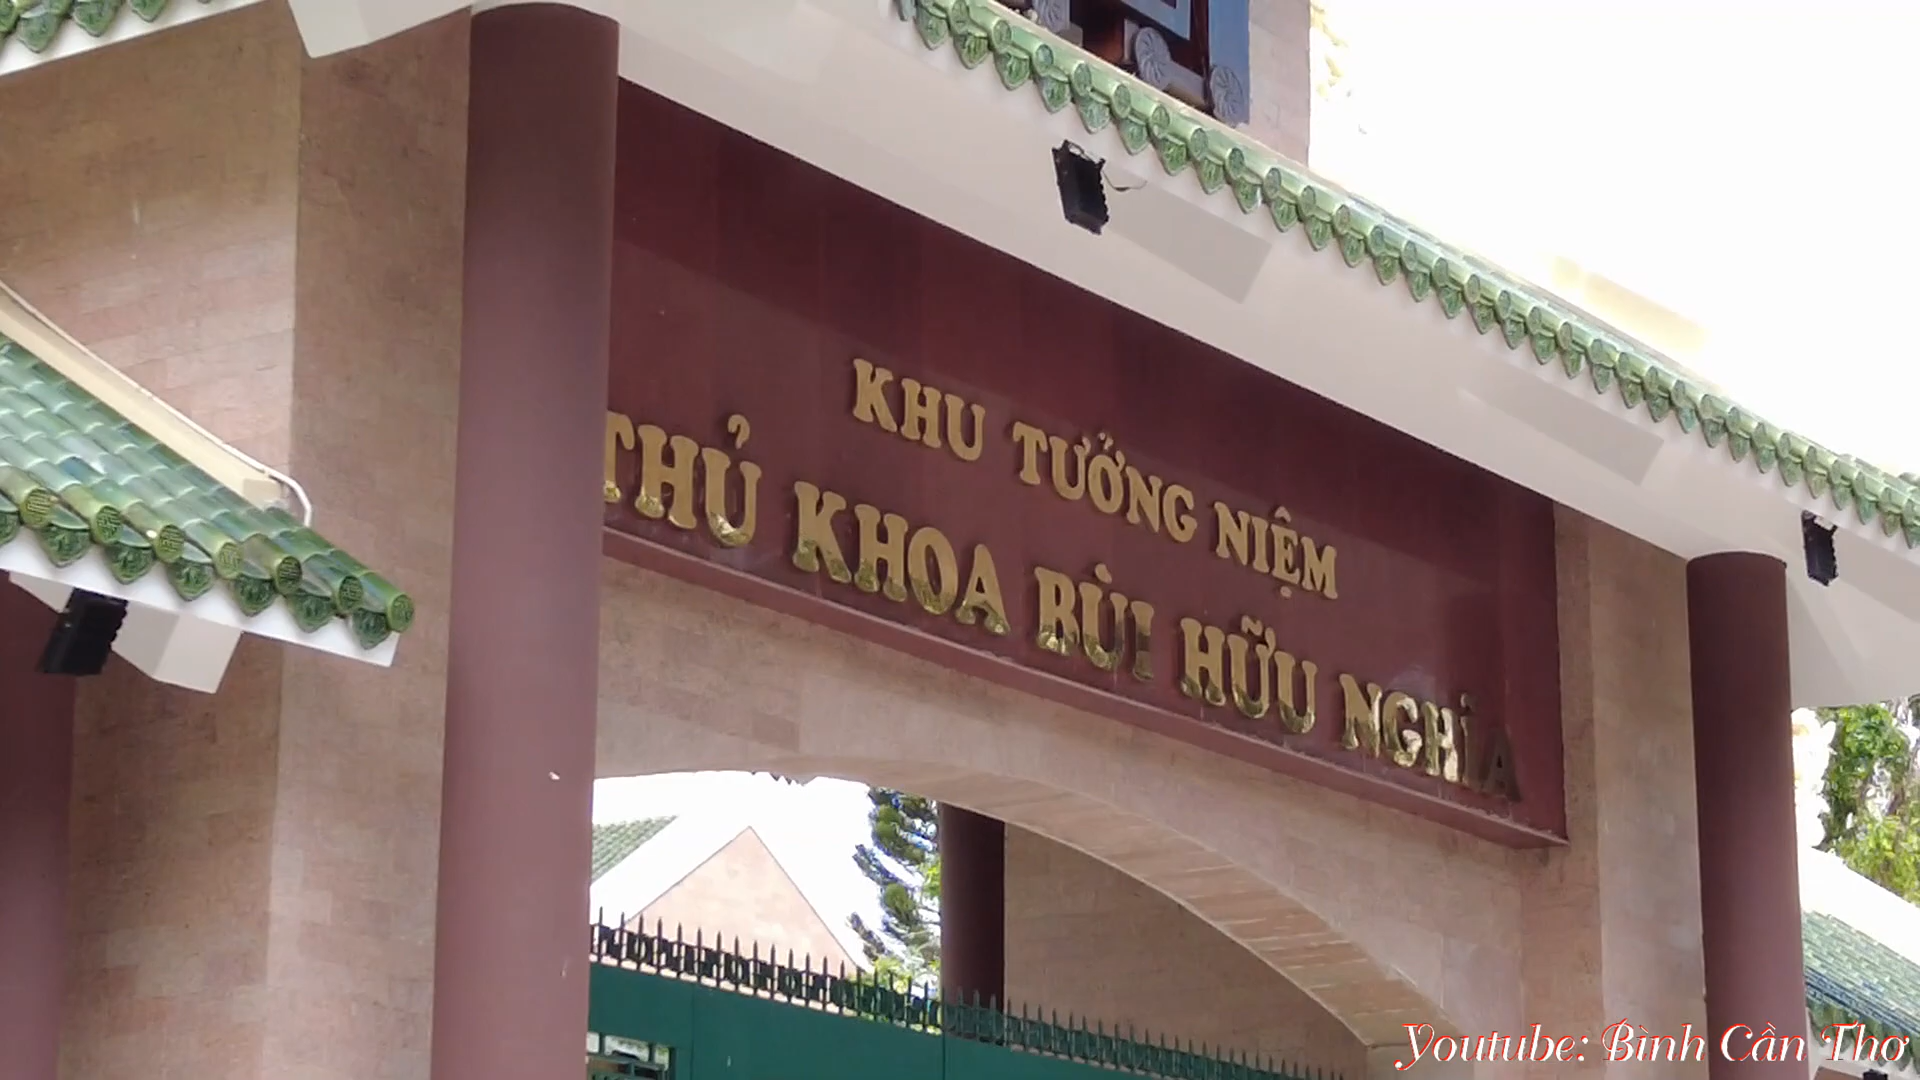 KHU TƯỞNG NIỆM
THỦ KHOA BÙI HỮU NGHĨA
Youtube: Bình Cần Thơ